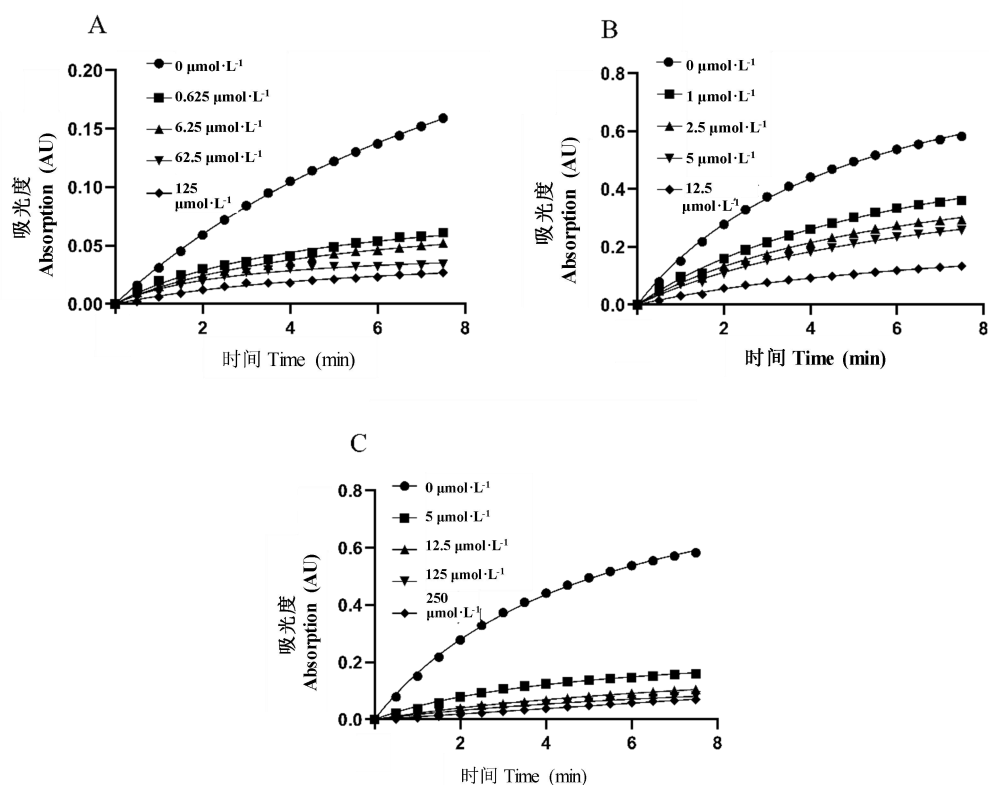 A
0.20
0.15
0.10
0.05
0.00
吸光度
Absorption (AU)
0 μmol·L⁻¹
0.625 μmol·L⁻¹
6.25 μmol·L⁻¹
62.5 μmol·L⁻¹
125
μmol·L⁻¹
2 4 6 8
时间 Time (min)
B
0.8
0.6
0.4
0.2
0.0
吸光度
Absorption (AU)
0 μmol·L⁻¹
1 μmol·L⁻¹
2.5 μmol·L⁻¹
5 μmol·L⁻¹
12.5
μmol·L⁻¹
2 4 6 8
时间 Time (min)
C
0.8
0.6
0.4
0.2
0.0
吸光度
Absorption (AU)
0 μmol·L⁻¹
5 μmol·L⁻¹
12.5 μmol·L⁻¹
125 μmol·L⁻¹
250
μmol·L⁻¹
2 4 6 8
时间 Time (min)